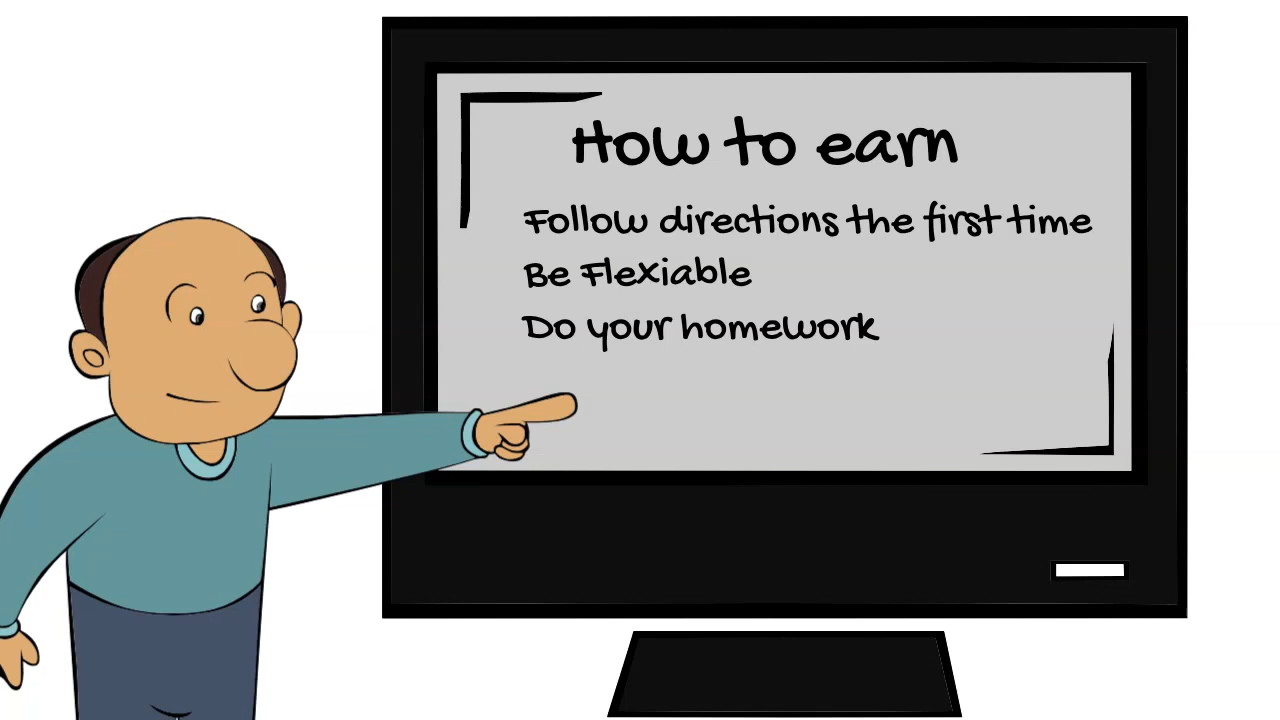 How to earn
Follow directions the first time
Be Flexiable
Do your homework